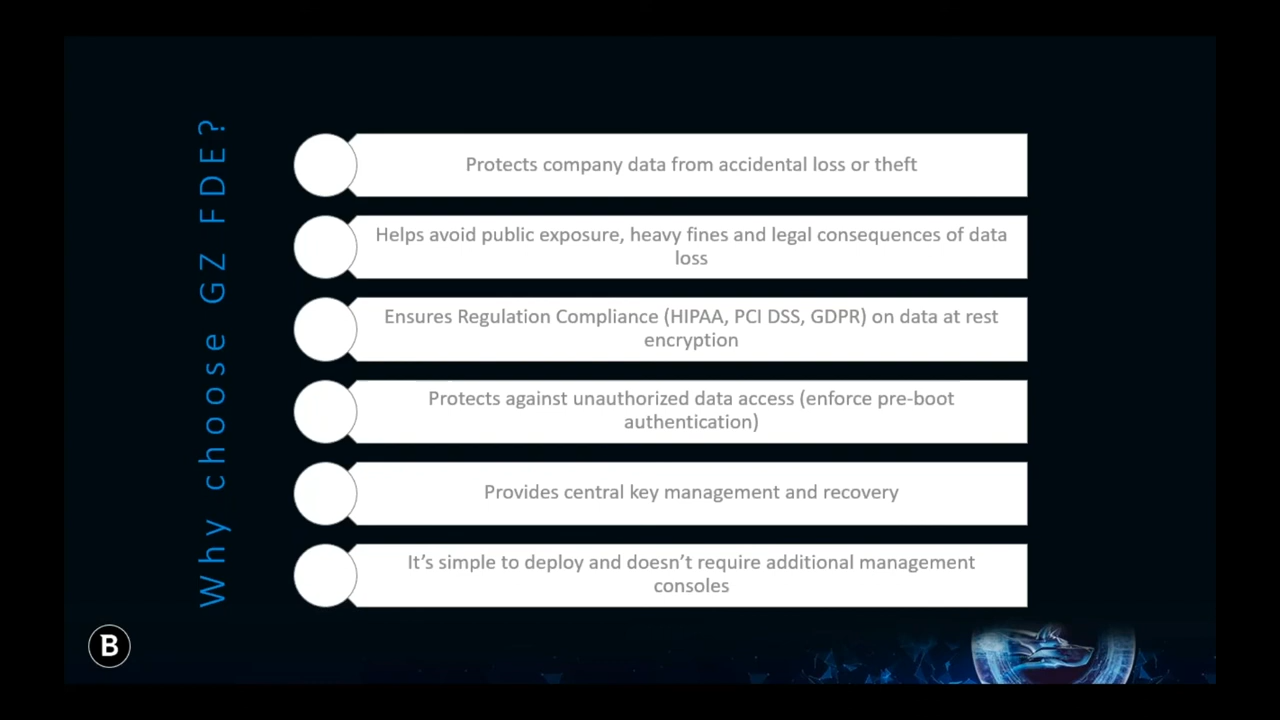 Why choose GZ FDE?
Protects company data from accidental loss or theft
Helps avoid public exposure, heavy fines and legal consequences of data
loss
Ensures Regulation Compliance (HIPAA, PCI DSS, GDPR) on data at rest
encryption
Protects against unauthorized data access (enforce pre-boot
authentication)
Provides central key management and recovery
It’s simple to deploy and doesn’t require additional management
consoles
B